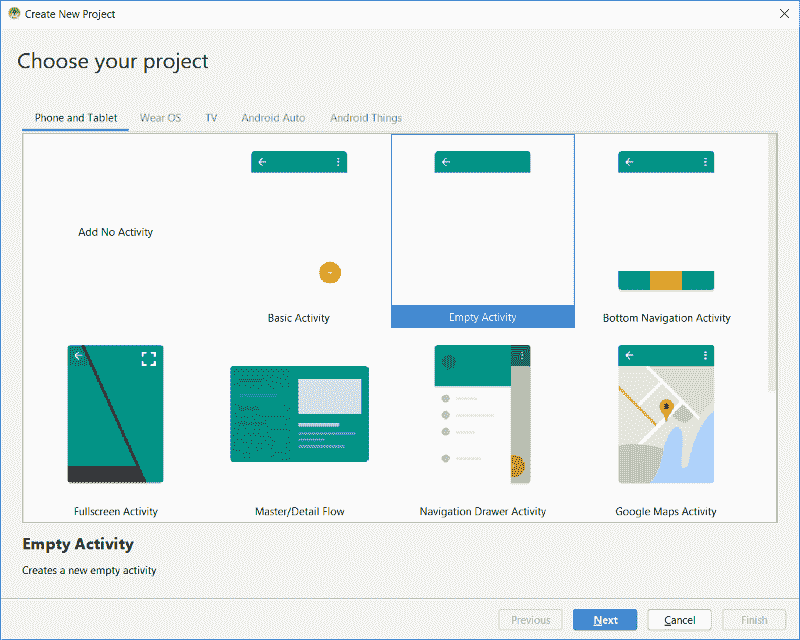 Create New Project
Choose your project
Phone and Tablet
Wear OS
TV
Android Auto
Android Things
Add No Activity
Basic Activity
Empty Activity
Bottom Navigation Activity
Fullscreen Activity
Master/Detail Flow
Navigation Drawer Activity
Google Maps Activity
Empty Activity
Creates a new empty activity
Previous
Next
Cancel
Finish